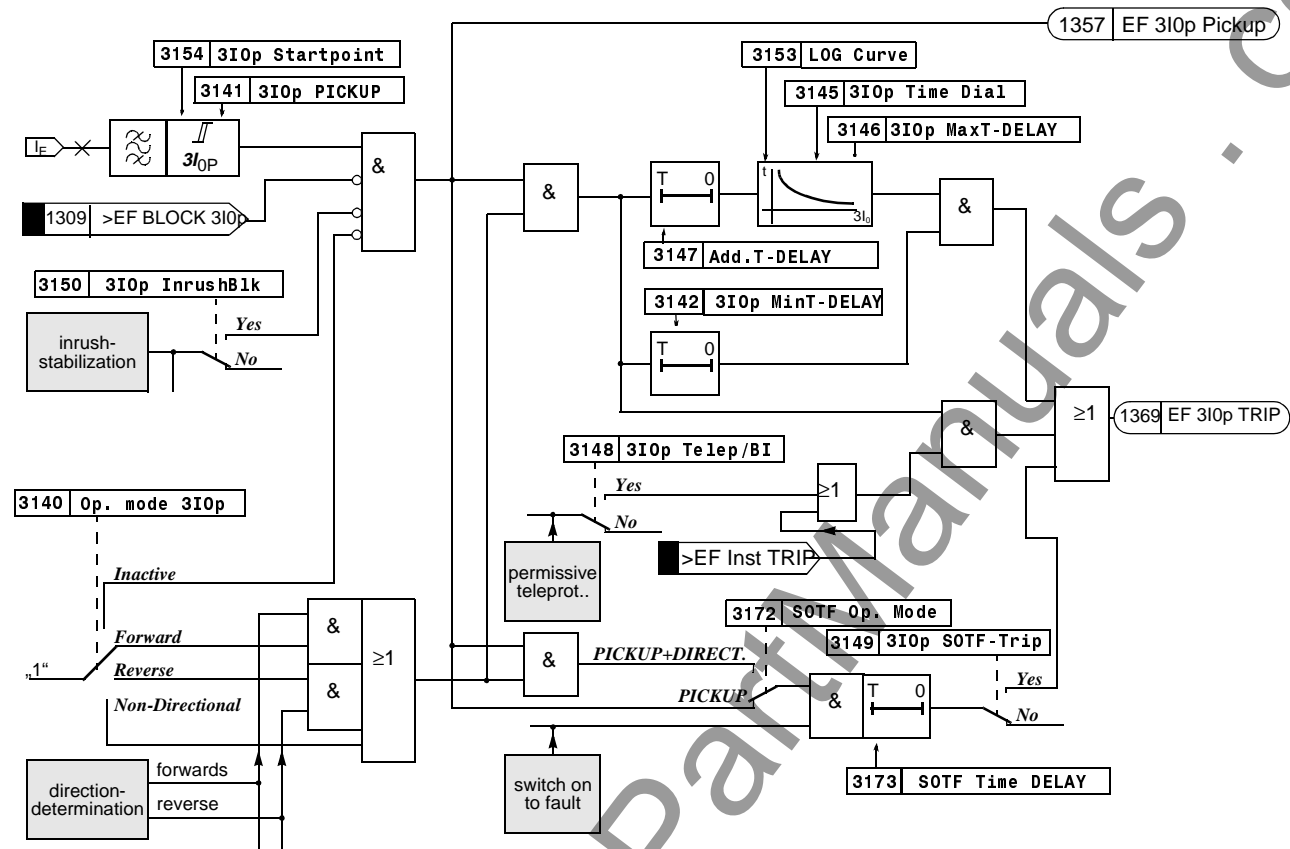 1357 EF 3I0p Pickup
3154 3I0p Startpoint
3141 3I0p PICKUP
3153 LOG Curve
3145 3I0p Time Dial
3146 3I0p MaxT-DELAY
IE
3I0P
&
1309 >EF BLOCK 3I0p
&
T 0
t
3I0
&
3147 Add.T-DELAY
3150 3I0p InrushBlk
Yes
No
inrush-
stabilization
3142 3I0p MinT-DELAY
T 0
&
≥1
1369 EF 3I0p TRIP
3148 3I0p Telep/BI
Yes
No
≥1
>EF Inst TRIP
permissive
teleprot..
3140 Op. mode 3I0p
Inactive
Forward
Reverse
Non-Directional
„1“
&
&
≥1
direction-
determination
forwards
reverse
&
PICKUP+DIRECT.
PICKUP
3172 SOTF Op. Mode
3149 3I0p SOTF-Trip
Yes
No
&
T 0
switch on
to fault
3173 SOTF Time DELAY
PartManuals . c